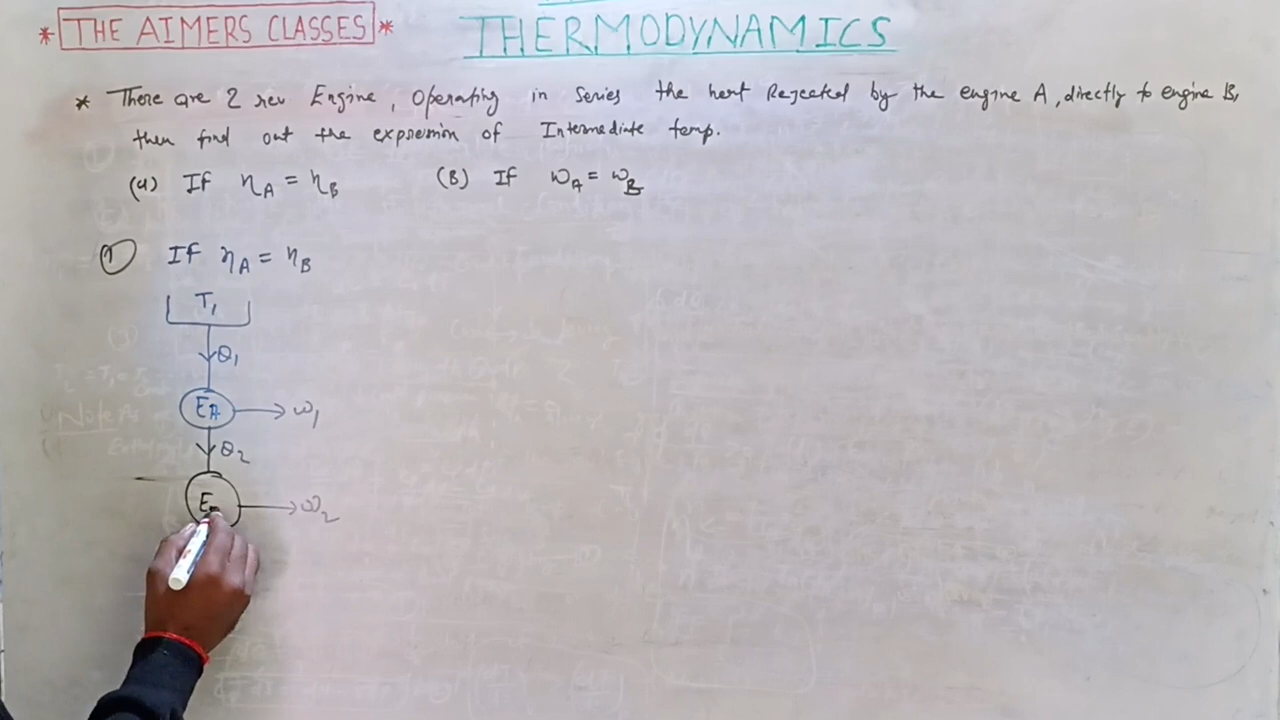 * THE AIMERS CLASSES *
THERMODYNAMICS
* There are 2 rev Engine, Operating in Series the heat Rejected by the engine A, directly to engine B,
then find out the expression of Intermediate temp.
(a) If ηA = ηB (B) If WA = WB
① If ηA = ηB
T1
Q1
EA → W1
Q2
→ W2